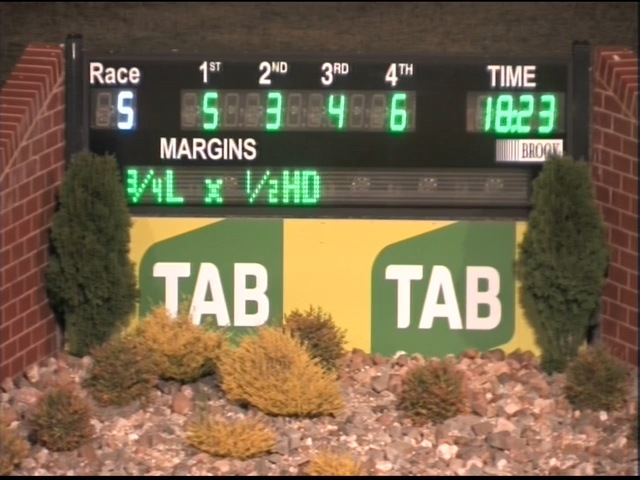 Race 1ST 2ND 3RD 4TH TIME
5 5 3 4 6 18:23
MARGINS BROOK
3/4L x 1/2HD
TAB TAB